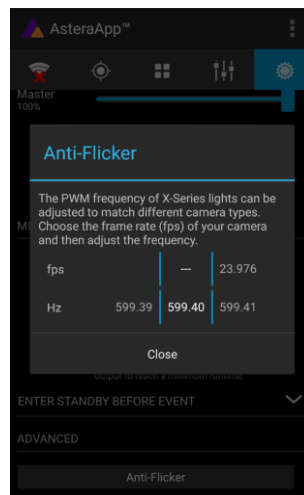 AsteraApp™
Master
100%
Anti-Flicker
The PWM frequency of X-Series lights can be
adjusted to match different camera types.
Choose the frame rate (fps) of your camera
and then adjust the frequency.
fps --- 23.976
Hz 599.39 599.40 599.41
Close
output to reach a minimum runtime.
ENTER STANDBY BEFORE EVENT
ADVANCED
Anti-Flicker